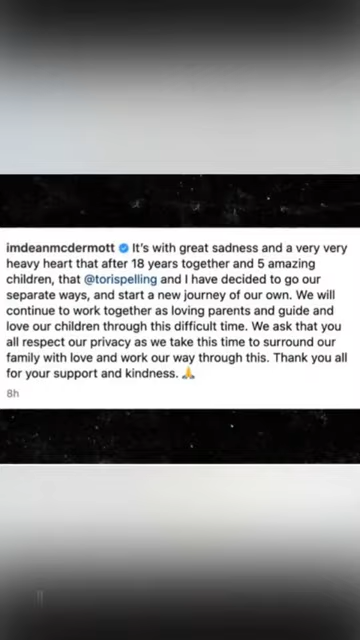 imdeanmcdermott It's with great sadness and a very very
heavy heart that after 18 years together and 5 amazing
children, that @torispelling and I have decided to go our
separate ways, and start a new journey of our own. We will
continue to work together as loving parents and guide and
love our children through this difficult time. We ask that you
all respect our privacy as we take this time to surround our
family with love and work our way through this. Thank you all
for your support and kindness. 🙏
8h